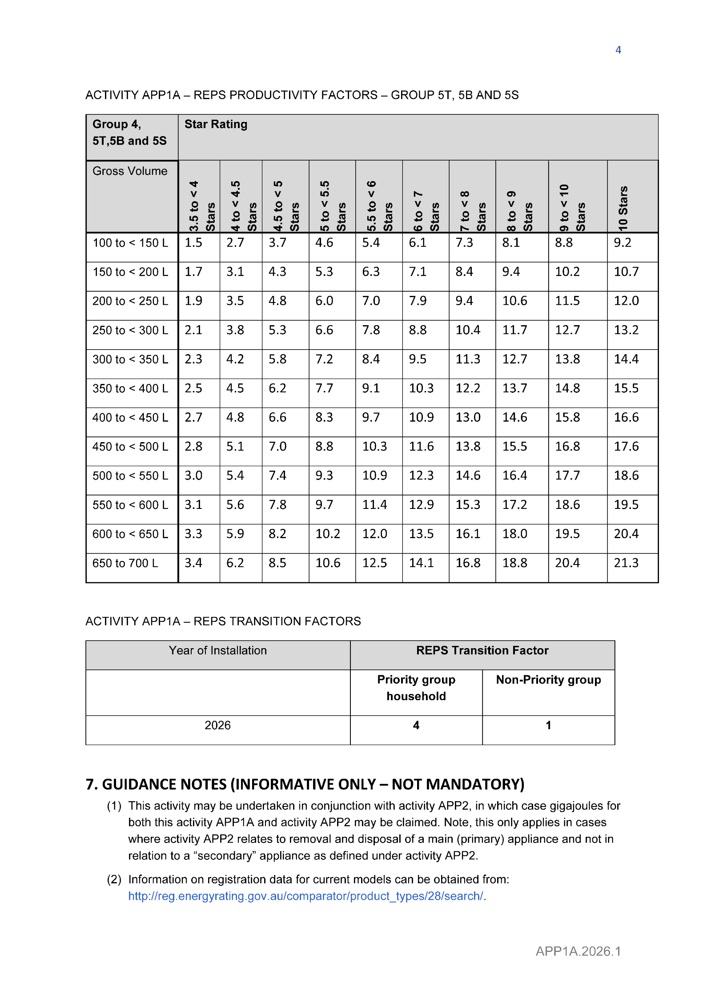 4
ACTIVITY APP1A – REPS PRODUCTIVITY FACTORS – GROUP 5T, 5B AND 5S
Group 4, 5T,5B and 5S Star Rating
Gross Volume 3.5 to < 4 Stars 4 to < 4.5 Stars 4.5 to < 5 Stars 5 to < 5.5 Stars 5.5 to < 6 Stars 6 to < 7 Stars 7 to < 8 Stars 8 to < 9 Stars 9 to < 10 Stars 10 Stars
100 to < 150 L 1.5 2.7 3.7 4.6 5.4 6.1 7.3 8.1 8.8 9.2
150 to < 200 L 1.7 3.1 4.3 5.3 6.3 7.1 8.4 9.4 10.2 10.7
200 to < 250 L 1.9 3.5 4.8 6.0 7.0 7.9 9.4 10.6 11.5 12.0
250 to < 300 L 2.1 3.8 5.3 6.6 7.8 8.8 10.4 11.7 12.7 13.2
300 to < 350 L 2.3 4.2 5.8 7.2 8.4 9.5 11.3 12.7 13.8 14.4
350 to < 400 L 2.5 4.5 6.2 7.7 9.1 10.3 12.2 13.7 14.8 15.5
400 to < 450 L 2.7 4.8 6.6 8.3 9.7 10.9 13.0 14.6 15.8 16.6
450 to < 500 L 2.8 5.1 7.0 8.8 10.3 11.6 13.8 15.5 16.8 17.6
500 to < 550 L 3.0 5.4 7.4 9.3 10.9 12.3 14.6 16.4 17.7 18.6
550 to < 600 L 3.1 5.6 7.8 9.7 11.4 12.9 15.3 17.2 18.6 19.5
600 to < 650 L 3.3 5.9 8.2 10.2 12.0 13.5 16.1 18.0 19.5 20.4
650 to 700 L 3.4 6.2 8.5 10.6 12.5 14.1 16.8 18.8 20.4 21.3
ACTIVITY APP1A – REPS TRANSITION FACTORS
Year of Installation REPS Transition Factor
Priority group household Non-Priority group
2026 4 1
7. GUIDANCE NOTES (INFORMATIVE ONLY – NOT MANDATORY)
(1) This activity may be undertaken in conjunction with activity APP2, in which case gigajoules for
both this activity APP1A and activity APP2 may be claimed. Note, this only applies in cases
where activity APP2 relates to removal and disposal of a main (primary) appliance and not in
relation to a “secondary” appliance as defined under activity APP2.
(2) Information on registration data for current models can be obtained from:
http://reg.energyrating.gov.au/comparator/product_types/28/search/.
APP1A.2026.1